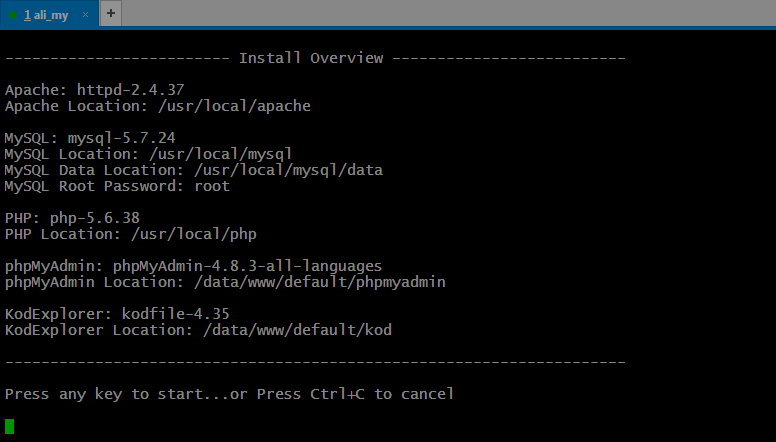 1 ali_my × +
------------------------- Install Overview --------------------------
Apache: httpd-2.4.37
Apache Location: /usr/local/apache
MySQL: mysql-5.7.24
MySQL Location: /usr/local/mysql
MySQL Data Location: /usr/local/mysql/data
MySQL Root Password: root
PHP: php-5.6.38
PHP Location: /usr/local/php
phpMyAdmin: phpMyAdmin-4.8.3-all-languages
phpMyAdmin Location: /data/www/default/phpmyadmin
KodExplorer: kodfile-4.35
KodExplorer Location: /data/www/default/kod
---------------------------------------------------------------------
Press any key to start...or Press Ctrl+C to cancel